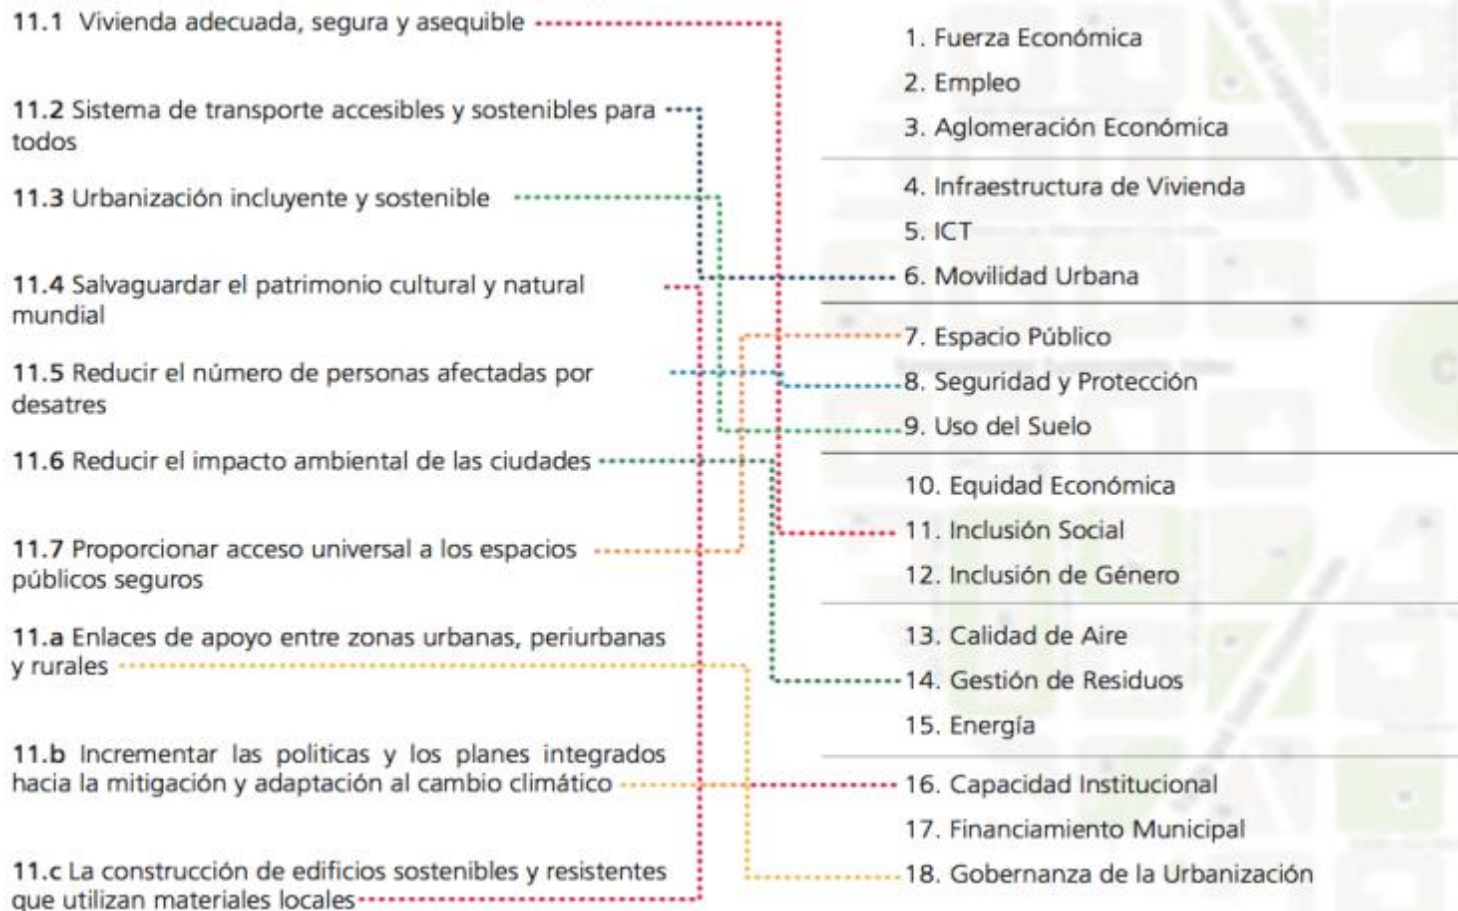 11.1 Vivienda adecuada, segura y asequible
11.2 Sistema de transporte accesibles y sostenibles para
todos
11.3 Urbanización incluyente y sostenible
11.4 Salvaguardar el patrimonio cultural y natural
mundial
11.5 Reducir el número de personas afectadas por
desatres
11.6 Reducir el impacto ambiental de las ciudades
11.7 Proporcionar acceso universal a los espacios
públicos seguros
11.a Enlaces de apoyo entre zonas urbanas, periurbanas
y rurales
11.b Incrementar las politicas y los planes integrados
hacia la mitigación y adaptación al cambio climático
11.c La construcción de edificios sostenibles y resistentes
que utilizan materiales locales
1. Fuerza Económica
2. Empleo
3. Aglomeración Económica
4. Infraestructura de Vivienda
5. ICT
6. Movilidad Urbana
7. Espacio Público
8. Seguridad y Protección
9. Uso del Suelo
10. Equidad Económica
11. Inclusión Social
12. Inclusión de Género
13. Calidad de Aire
14. Gestión de Residuos
15. Energía
16. Capacidad Institucional
17. Financiamiento Municipal
18. Gobernanza de la Urbanización